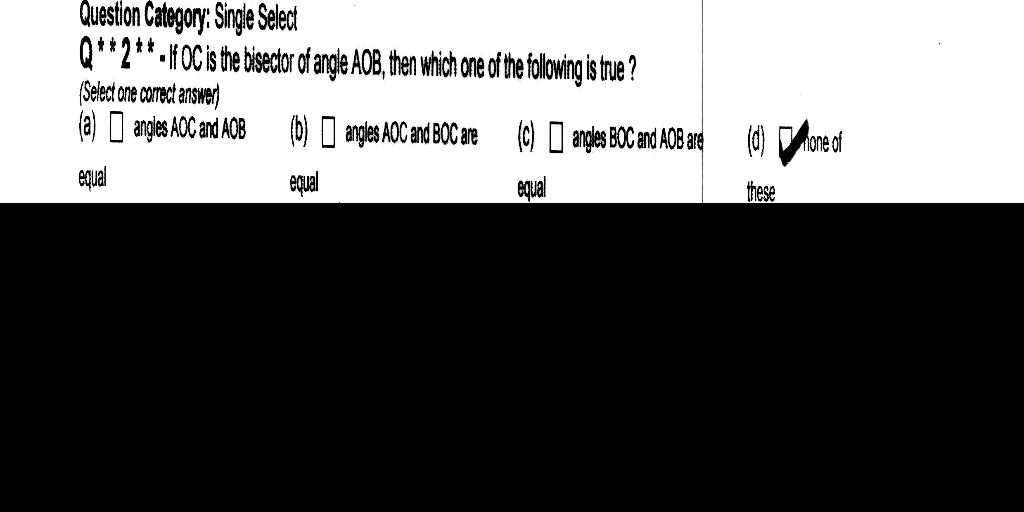 Question Category: Single Select
Q**2** - If OC is the bisector of angle AOB, then which one of the following is true ?
(Select one correct answer)
(a) ☐ angles AOC and AOB (b) ☐ angles AOC and BOC are (c) ☐ angles BOC and AOB are (d) ☑ none of
equal equal equal these